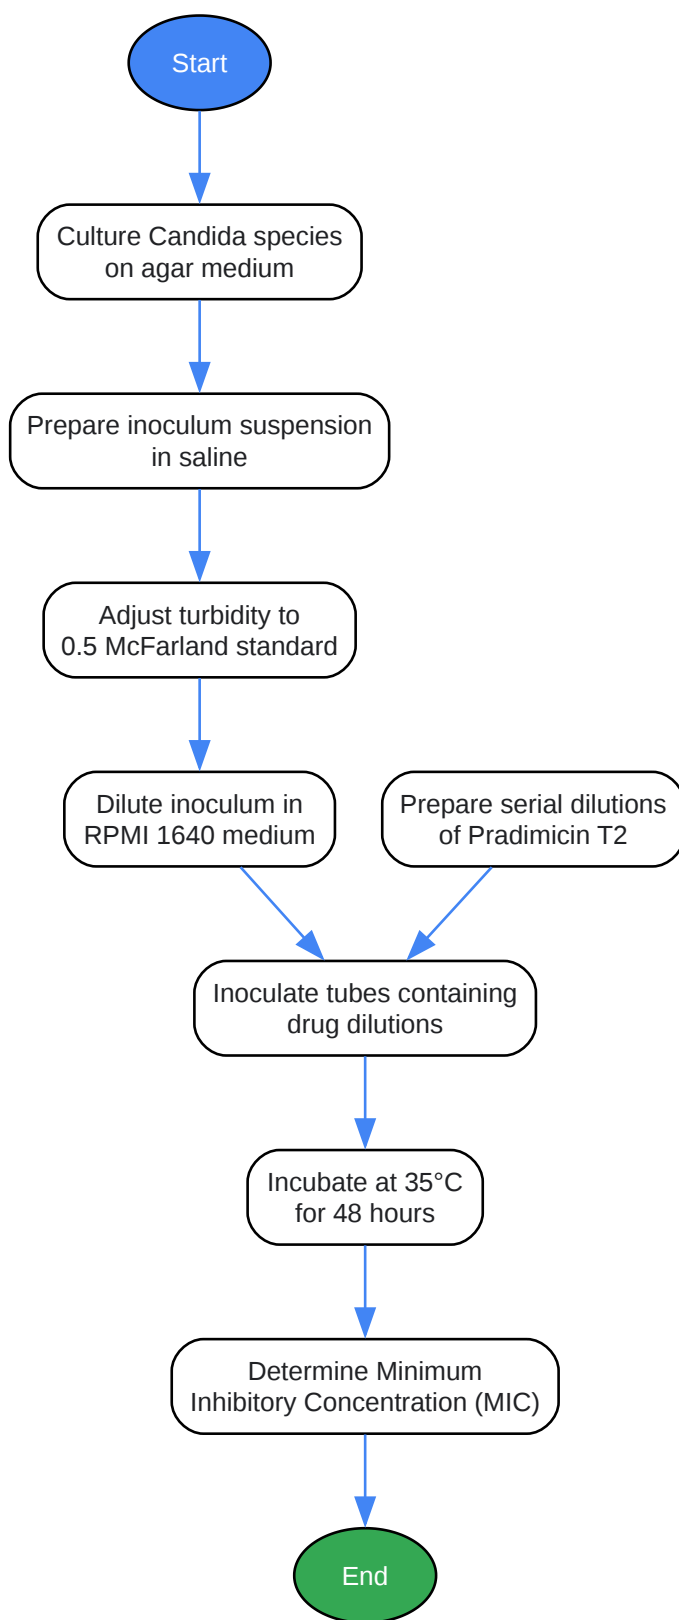 Start
Culture Candida species
on agar medium
Prepare inoculum suspension
in saline
Adjust turbidity to
0.5 McFarland standard
Dilute inoculum in
RPMI 1640 medium
Prepare serial dilutions
of Pradimicin T2
Inoculate tubes containing
drug dilutions
Incubate at 35°C
for 48 hours
Determine Minimum
Inhibitory Concentration (MIC)
End